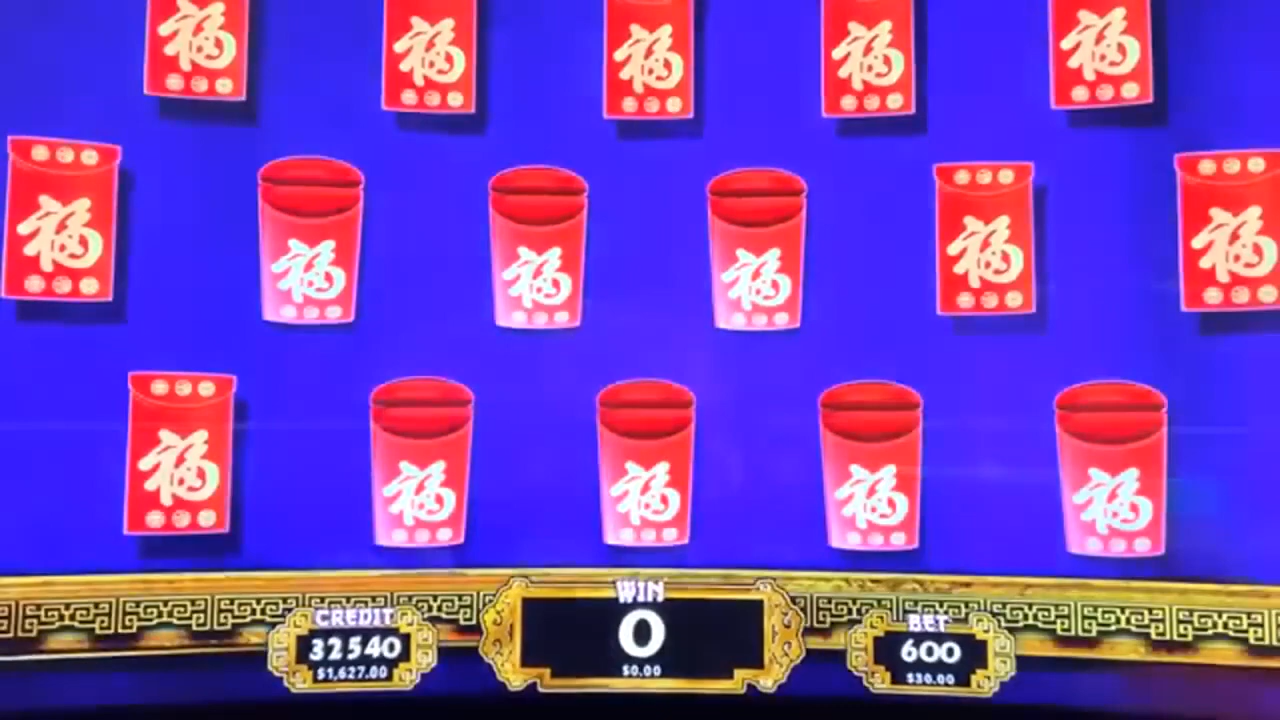 福 福 福 福 福
福 福 福 福 福 福
福 福 福 福 福
CREDIT
32540
$1,627.00
WIN
0
$0.00
BET
600
$30.00